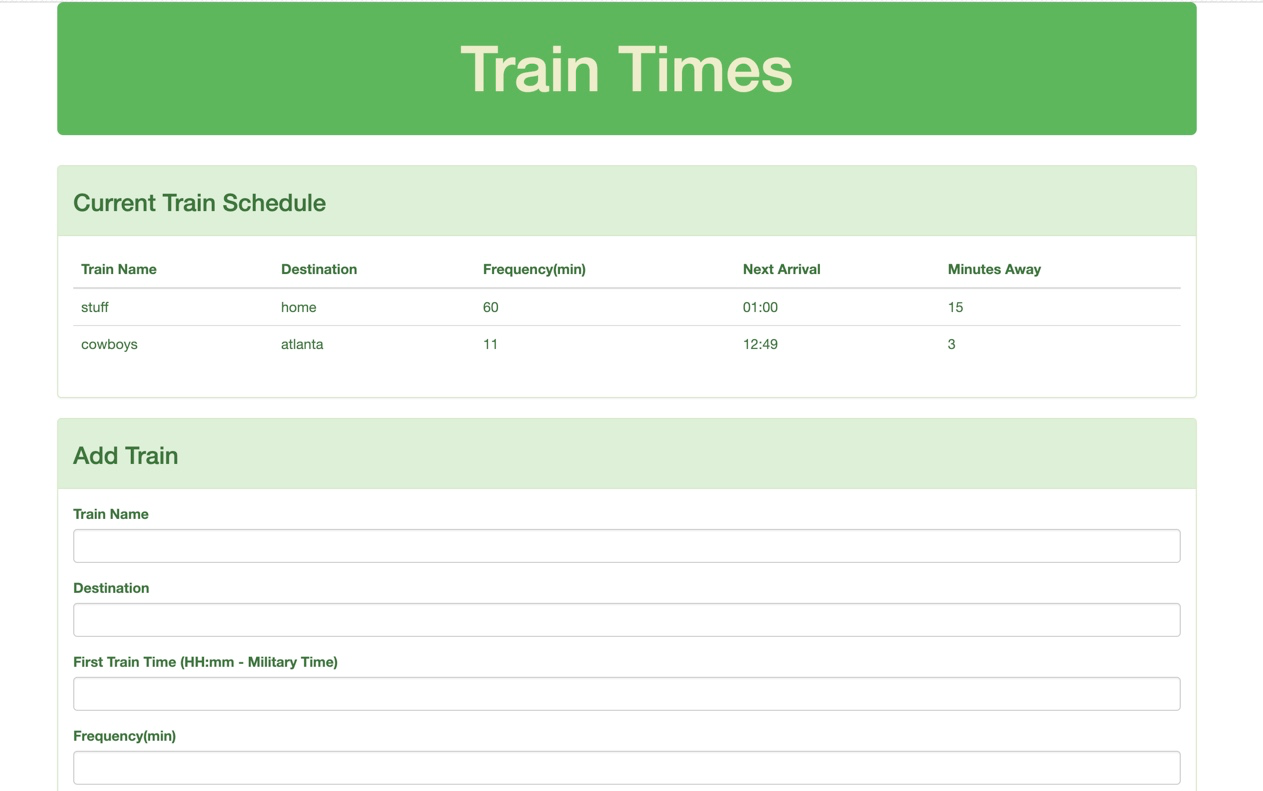 Train Times
Current Train Schedule
Train Name Destination Frequency(min) Next Arrival Minutes Away
stuff home 60 01:00 15
cowboys atlanta 11 12:49 3
Add Train
Train Name
Destination
First Train Time (HH:mm - Military Time)
Frequency(min)